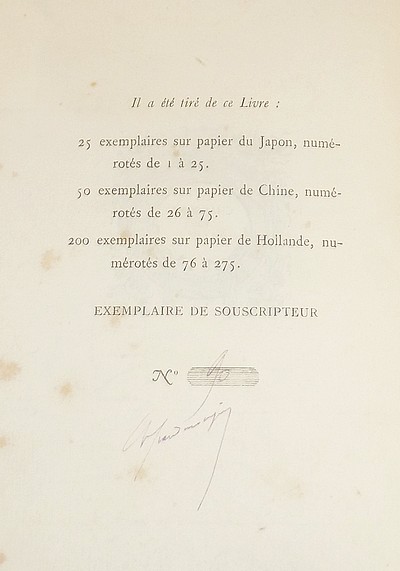 Il a été tiré de ce Livre :
25 exemplaires sur papier du Japon, numé-
rotés de 1 à 25.
50 exemplaires sur papier de Chine, numé-
rotés de 26 à 75.
200 exemplaires sur papier de Hollande, nu-
mérotés de 76 à 275.
EXEMPLAIRE DE SOUSCRIPTEUR
Nº